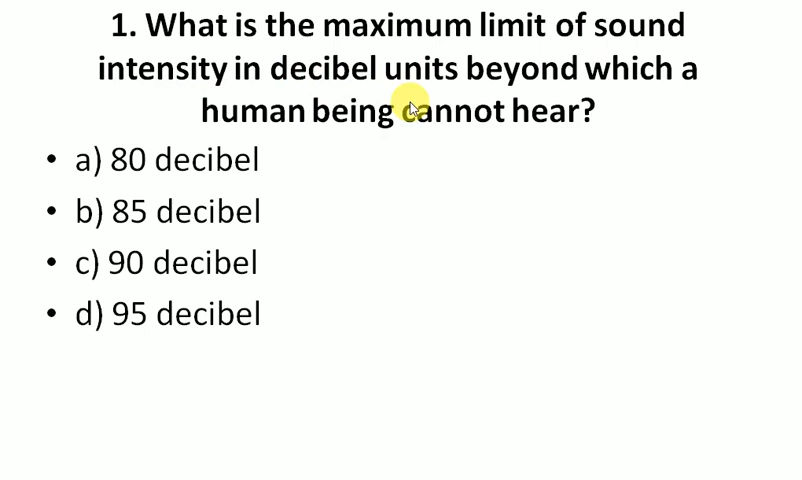 1. What is the maximum limit of sound
intensity in decibel units beyond which a
human being cannot hear?
• a) 80 decibel
• b) 85 decibel
• c) 90 decibel
• d) 95 decibel